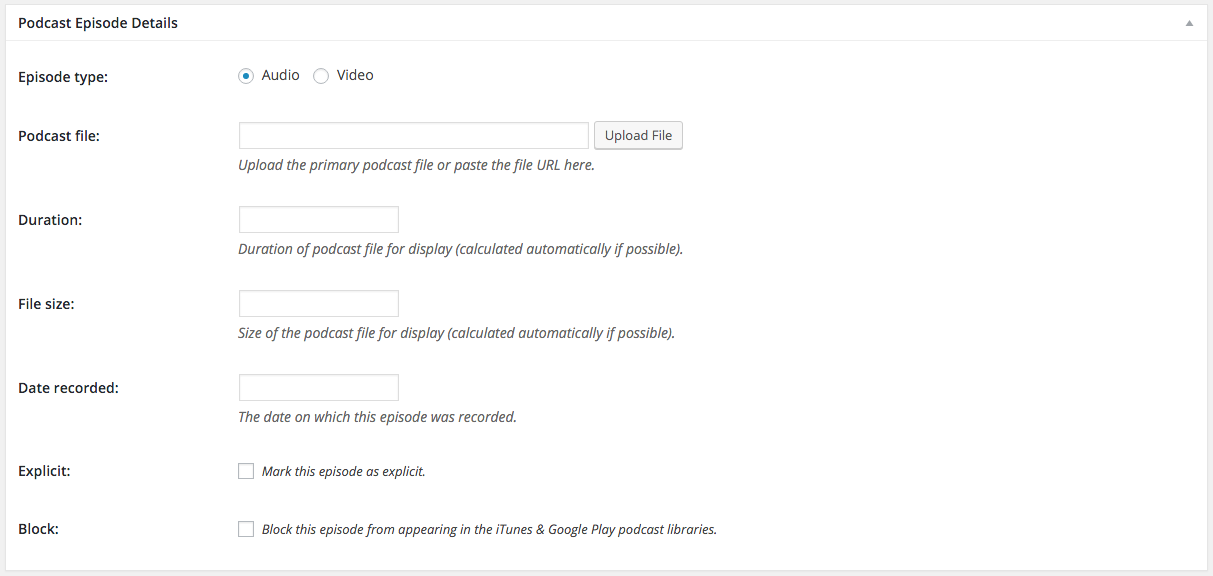 Podcast Episode Details
Episode type: Audio Video
Podcast file: Upload File
Upload the primary podcast file or paste the file URL here.
Duration:
Duration of podcast file for display (calculated automatically if possible).
File size:
Size of the podcast file for display (calculated automatically if possible).
Date recorded:
The date on which this episode was recorded.
Explicit: Mark this episode as explicit.
Block: Block this episode from appearing in the iTunes & Google Play podcast libraries.